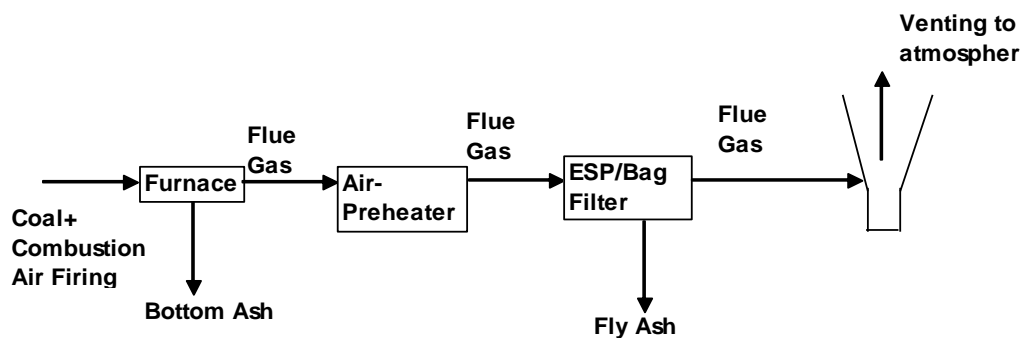 Venting to
atmospher
Flue
Gas
Flue
Gas
Flue
Gas
Furnace
Air-
Preheater
ESP/Bag
Filter
Coal+
Combustion
Air Firing
Bottom Ash
Fly Ash